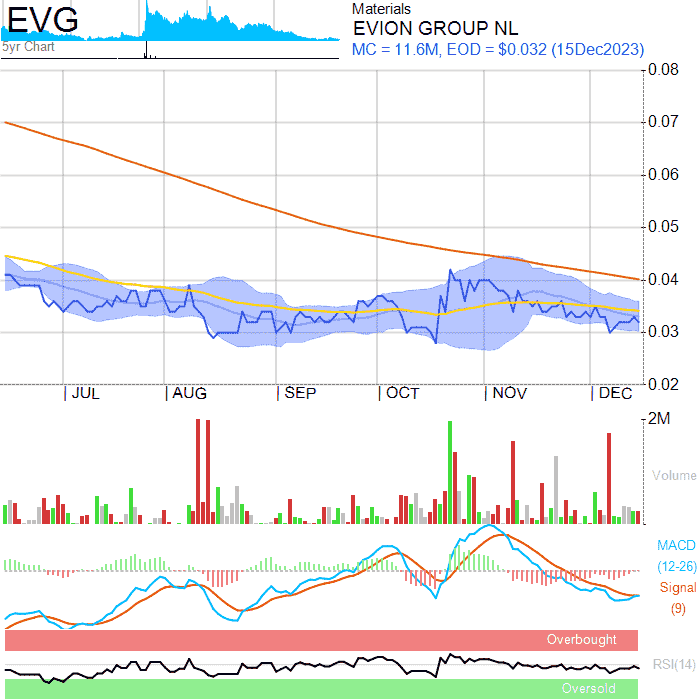 EVG
5yr Chart
Materials
EVION GROUP NL
MC = 11.6M, EOD = $0.032 (15Dec2023)
0.08
0.07
0.06
0.05
0.04
0.03
0.02
JUL AUG SEP OCT NOV DEC
2M
Volume
MACD
(12-26)
Signal
(9)
Overbought
RSI(14)
Oversold